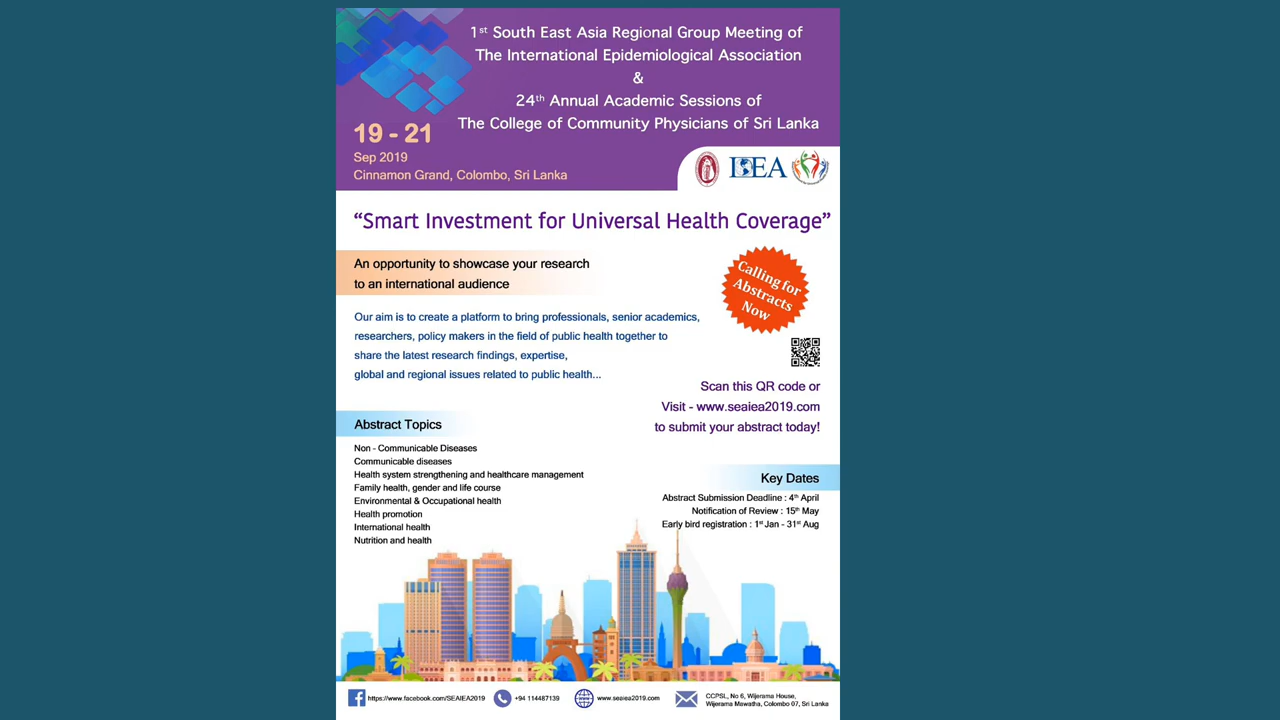 1st South East Asia Regional Group Meeting of
The International Epidemiological Association
&
24th Annual Academic Sessions of
The College of Community Physicians of Sri Lanka
19 - 21
Sep 2019
Cinnamon Grand, Colombo, Sri Lanka
IEA
“Smart Investment for Universal Health Coverage”
An opportunity to showcase your research
to an international audience
Calling for
Abstracts
Now
Our aim is to create a platform to bring professionals, senior academics,
researchers, policy makers in the field of public health together to
share the latest research findings, expertise,
global and regional issues related to public health...
Scan this QR code or
Visit - www.seaiea2019.com
to submit your abstract today!
Abstract Topics
Non - Communicable Diseases
Communicable diseases
Health system strengthening and healthcare management
Family health, gender and life course
Environmental & Occupational health
Health promotion
International health
Nutrition and health
Key Dates
Abstract Submission Deadline : 4th April
Notification of Review : 15th May
Early bird registration : 1st Jan - 31st Aug
https://www.facebook.com/SEAIEA2019
+94 114487139
www.seaiea2019.com
CCPSL, No 6, Wijerama House,
Wijerama Mawatha, Colombo 07, Sri Lanka